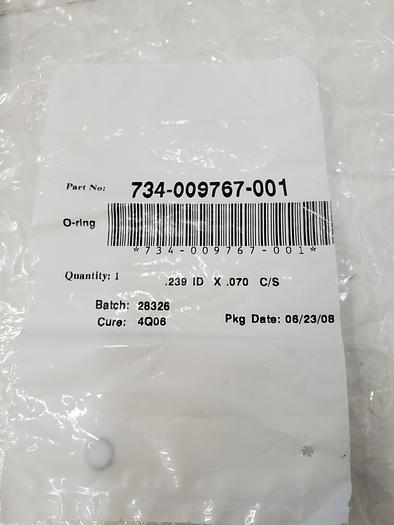 Part No: 734-009767-001
O-ring
*734-009767-001*
Quantity: 1 .239 ID X .070 C/S
Batch: 28326
Cure: 4Q06 Pkg Date: 06/23/08